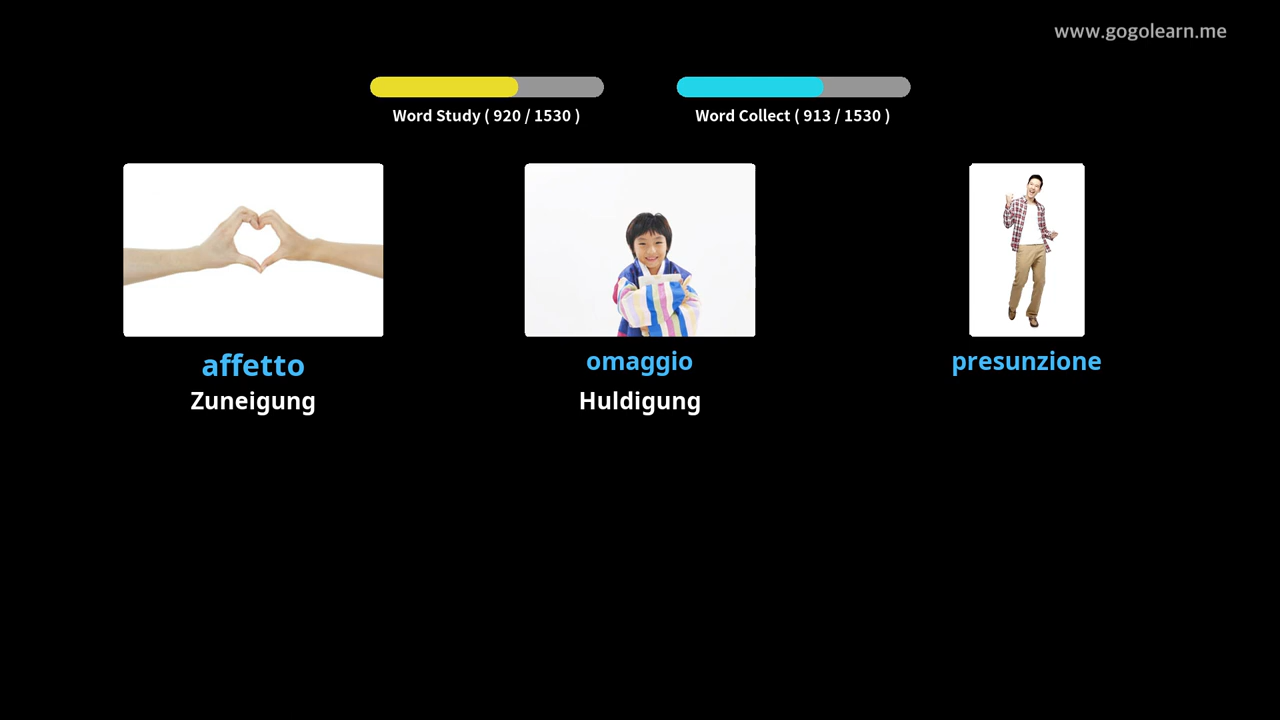 www.gogolearn.me
Word Study ( 920 / 1530 )
Word Collect ( 913 / 1530 )
affetto
Zuneigung
omaggio
Huldigung
presunzione